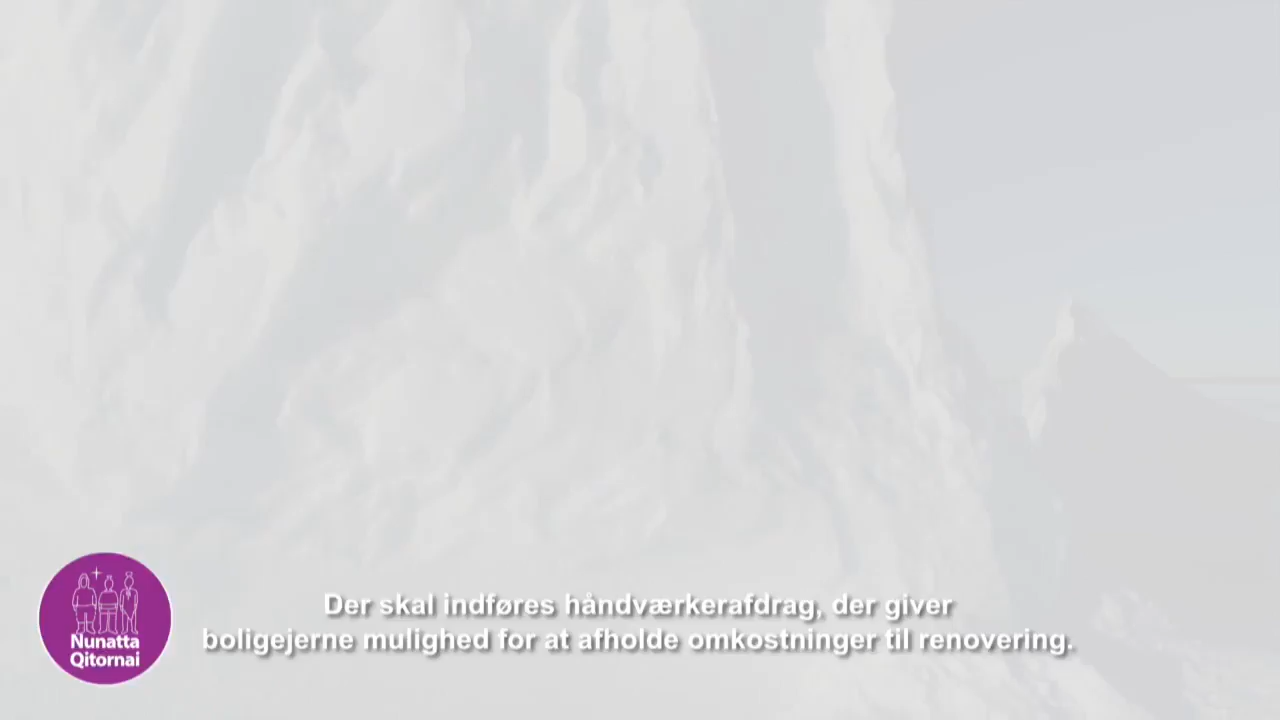 Der skal indføres håndværkerafdrag, der giver
boligejerne mulighed for at afholde omkostninger til renovering.
Nunatta
Qitornai